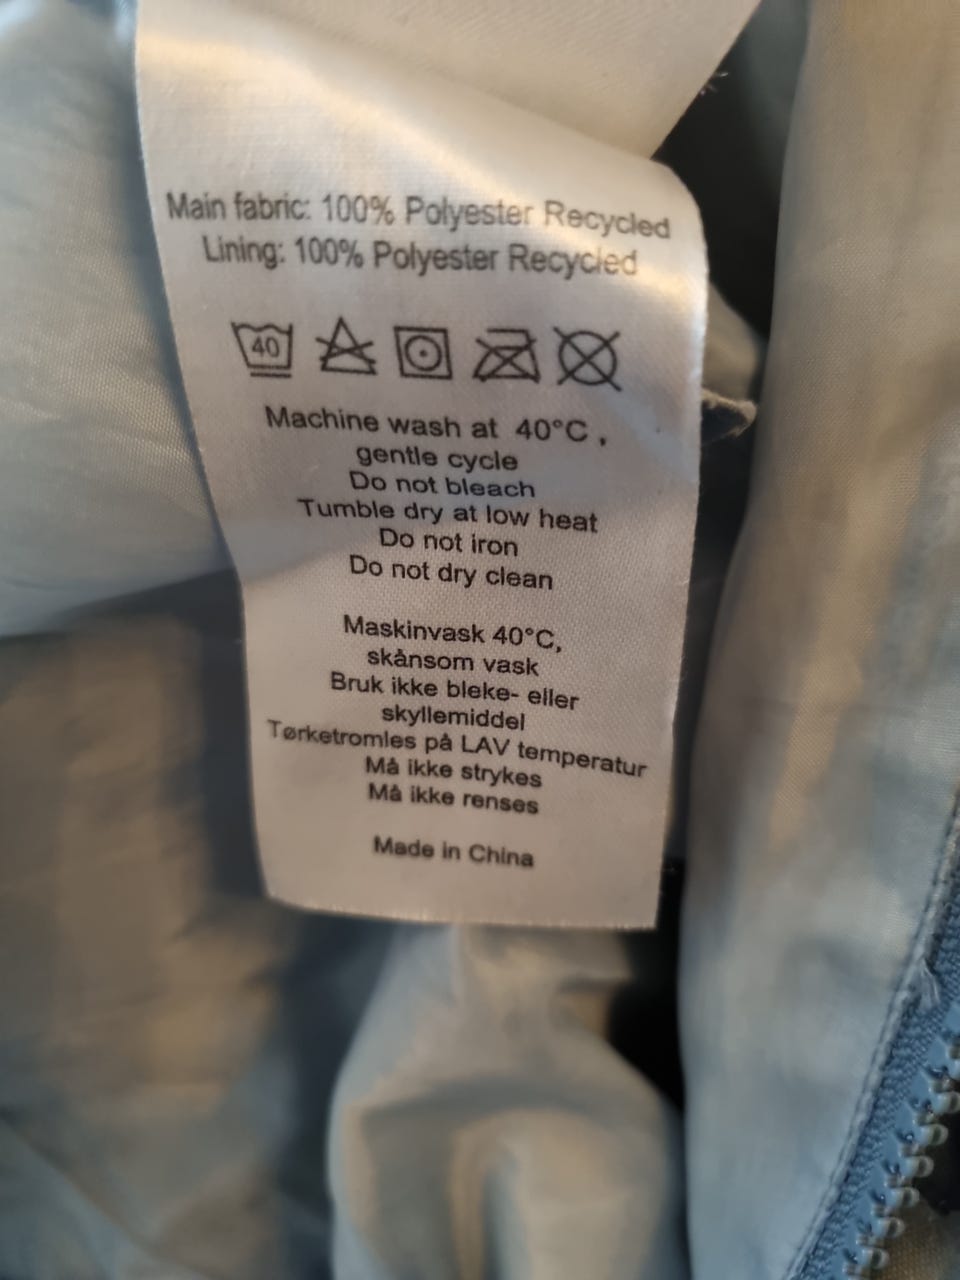 Main fabric: 100% Polyester Recycled
Lining: 100% Polyester Recycled
40
Machine wash at 40°C ,
gentle cycle
Do not bleach
Tumble dry at low heat
Do not iron
Do not dry clean
Maskinvask 40°C,
skånsom vask
Bruk ikke bleke- eller
skyllemiddel
Tørketromles på LAV temperatur
Må ikke strykes
Må ikke renses
Made in China